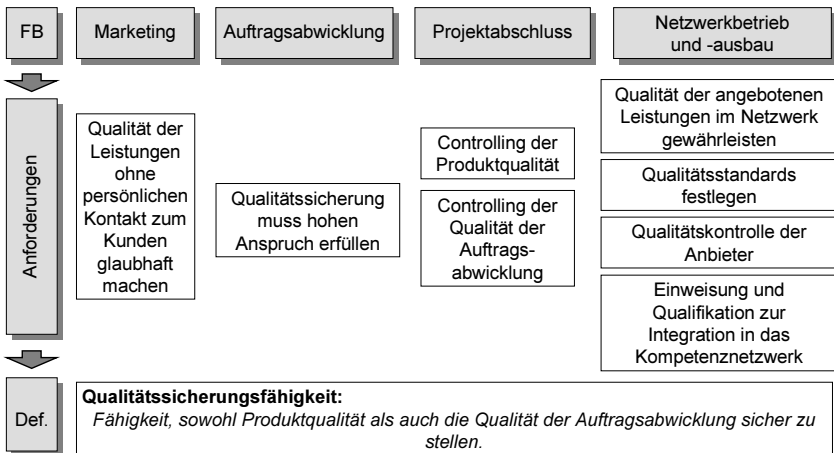 FB
Marketing
Auftragsabwicklung
Projektabschluss
Netzwerkbetrieb
und -ausbau
Anforderungen
Qualität der
Leistungen
ohne
persönlichen
Kontakt zum
Kunden
glaubhaft
machen
Qualitätssicherung
muss hohen
Anspruch erfüllen
Controlling der
Produktqualität
Controlling der
Qualität der
Auftrags-
abwicklung
Qualität der angebotenen
Leistungen im Netzwerk
gewährleisten
Qualitätsstandards
festlegen
Qualitätskontrolle der
Anbieter
Einweisung und
Qualifikation zur
Integration in das
Kompetenznetzwerk
Def.
Qualitätssicherungsfähigkeit:
Fähigkeit, sowohl Produktqualität als auch die Qualität der Auftragsabwicklung sicher zu
stellen.